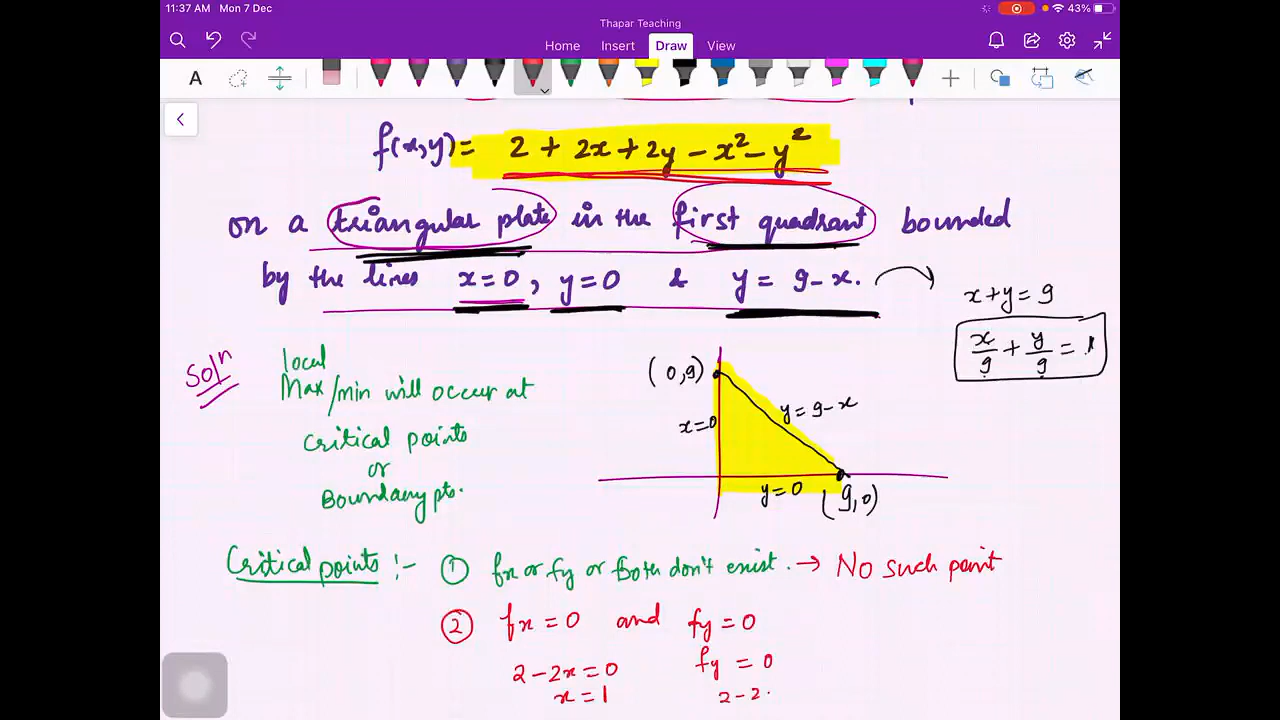 11:37 AM Mon 7 Dec
43%
Thapar Teaching
Home Insert Draw View
A
f(x,y) = 2 + 2x + 2y - x² - y²
on a triangular plate in the first quadrant bounded
by the lines x=0, y=0 & y = 9-x.
x+y=9
x/9 + y/9 = 1
Solⁿ
local
Max/min will occur at
critical points
or
Boundary pts.
(0,9)
x=0
y=9-x
y=0
(9,0)
Critical points :- ① fx or fy or Both don't exist. → No such point
② fx = 0 and fy = 0
2-2x=0 fy = 0
x=1 2-2.